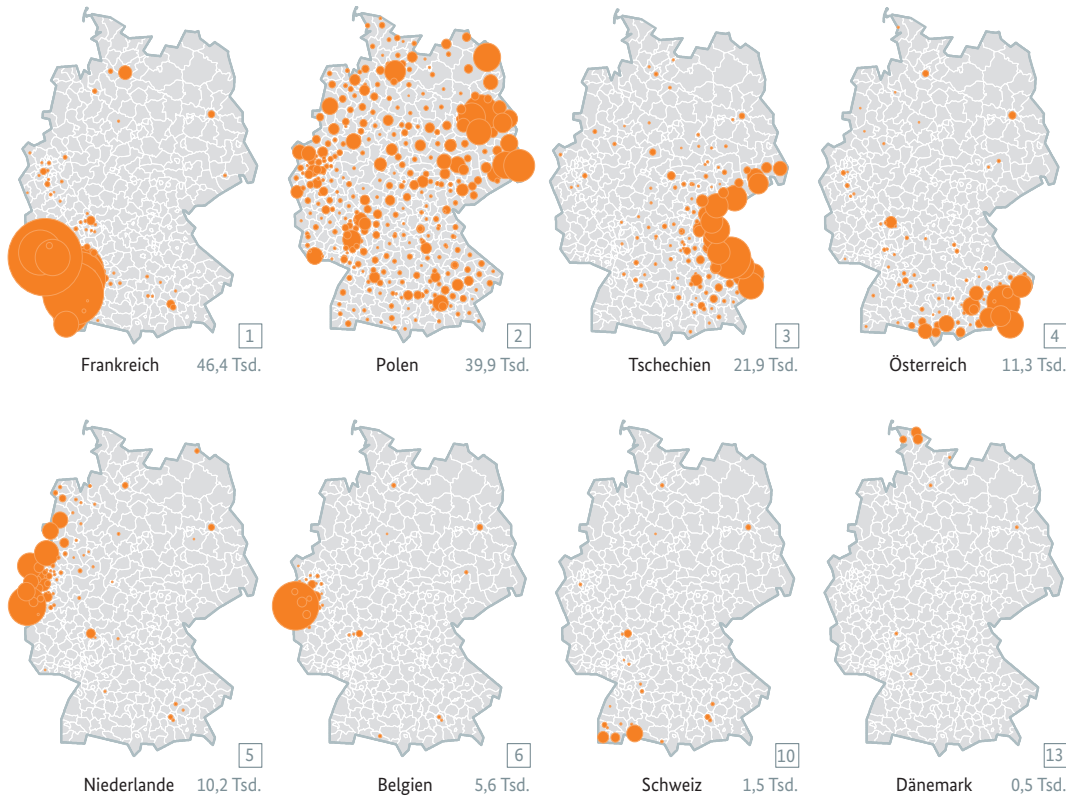 1
2
3
4
Frankreich 46,4 Tsd.
Polen 39,9 Tsd.
Tschechien 21,9 Tsd.
Österreich 11,3 Tsd.
5
6
10
13
Niederlande 10,2 Tsd.
Belgien 5,6 Tsd.
Schweiz 1,5 Tsd.
Dänemark 0,5 Tsd.